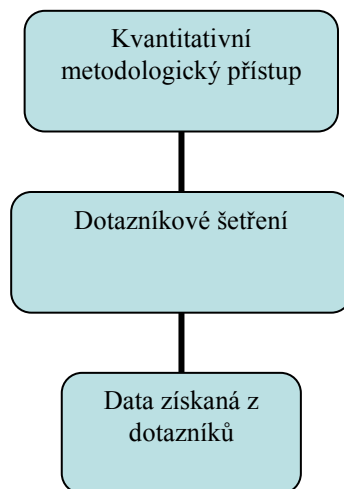 Kvantitativní
metodologický přístup
Dotazníkové šetření
Data získaná z
dotazníků